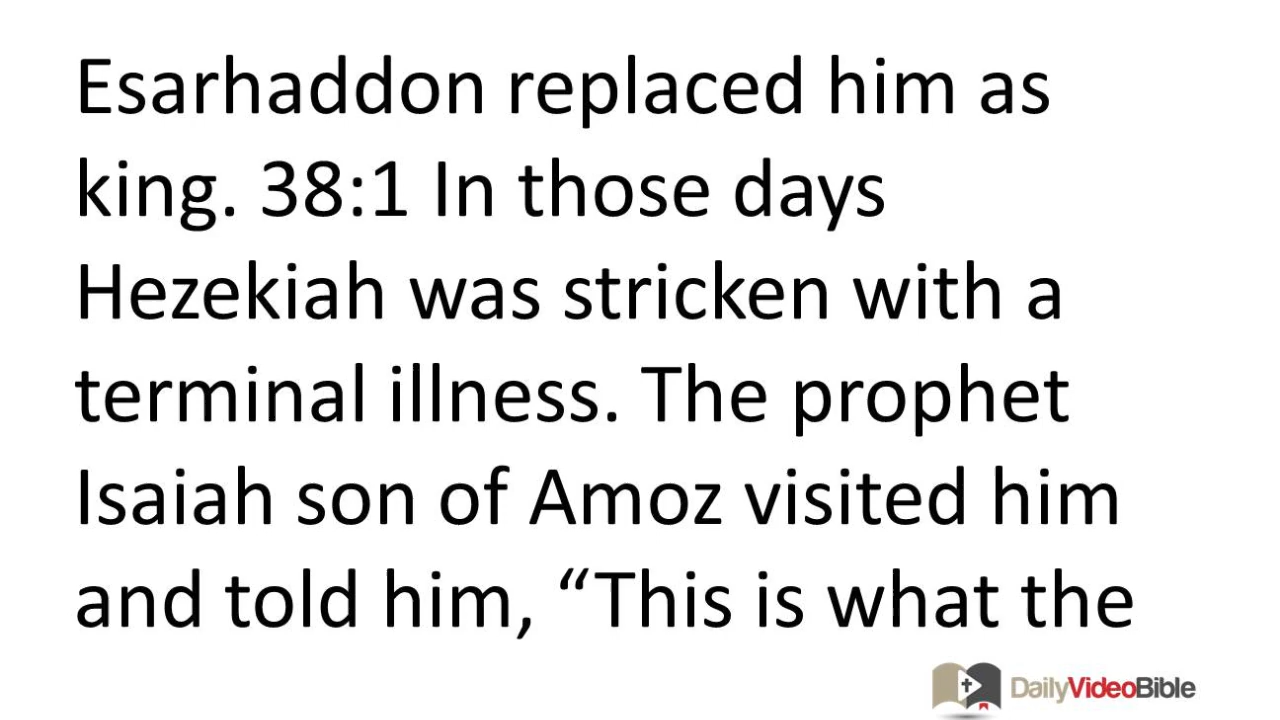 Esarhaddon replaced him as
king. 38:1 In those days
Hezekiah was stricken with a
terminal illness. The prophet
Isaiah son of Amoz visited him
and told him, “This is what the
DailyVideoBible